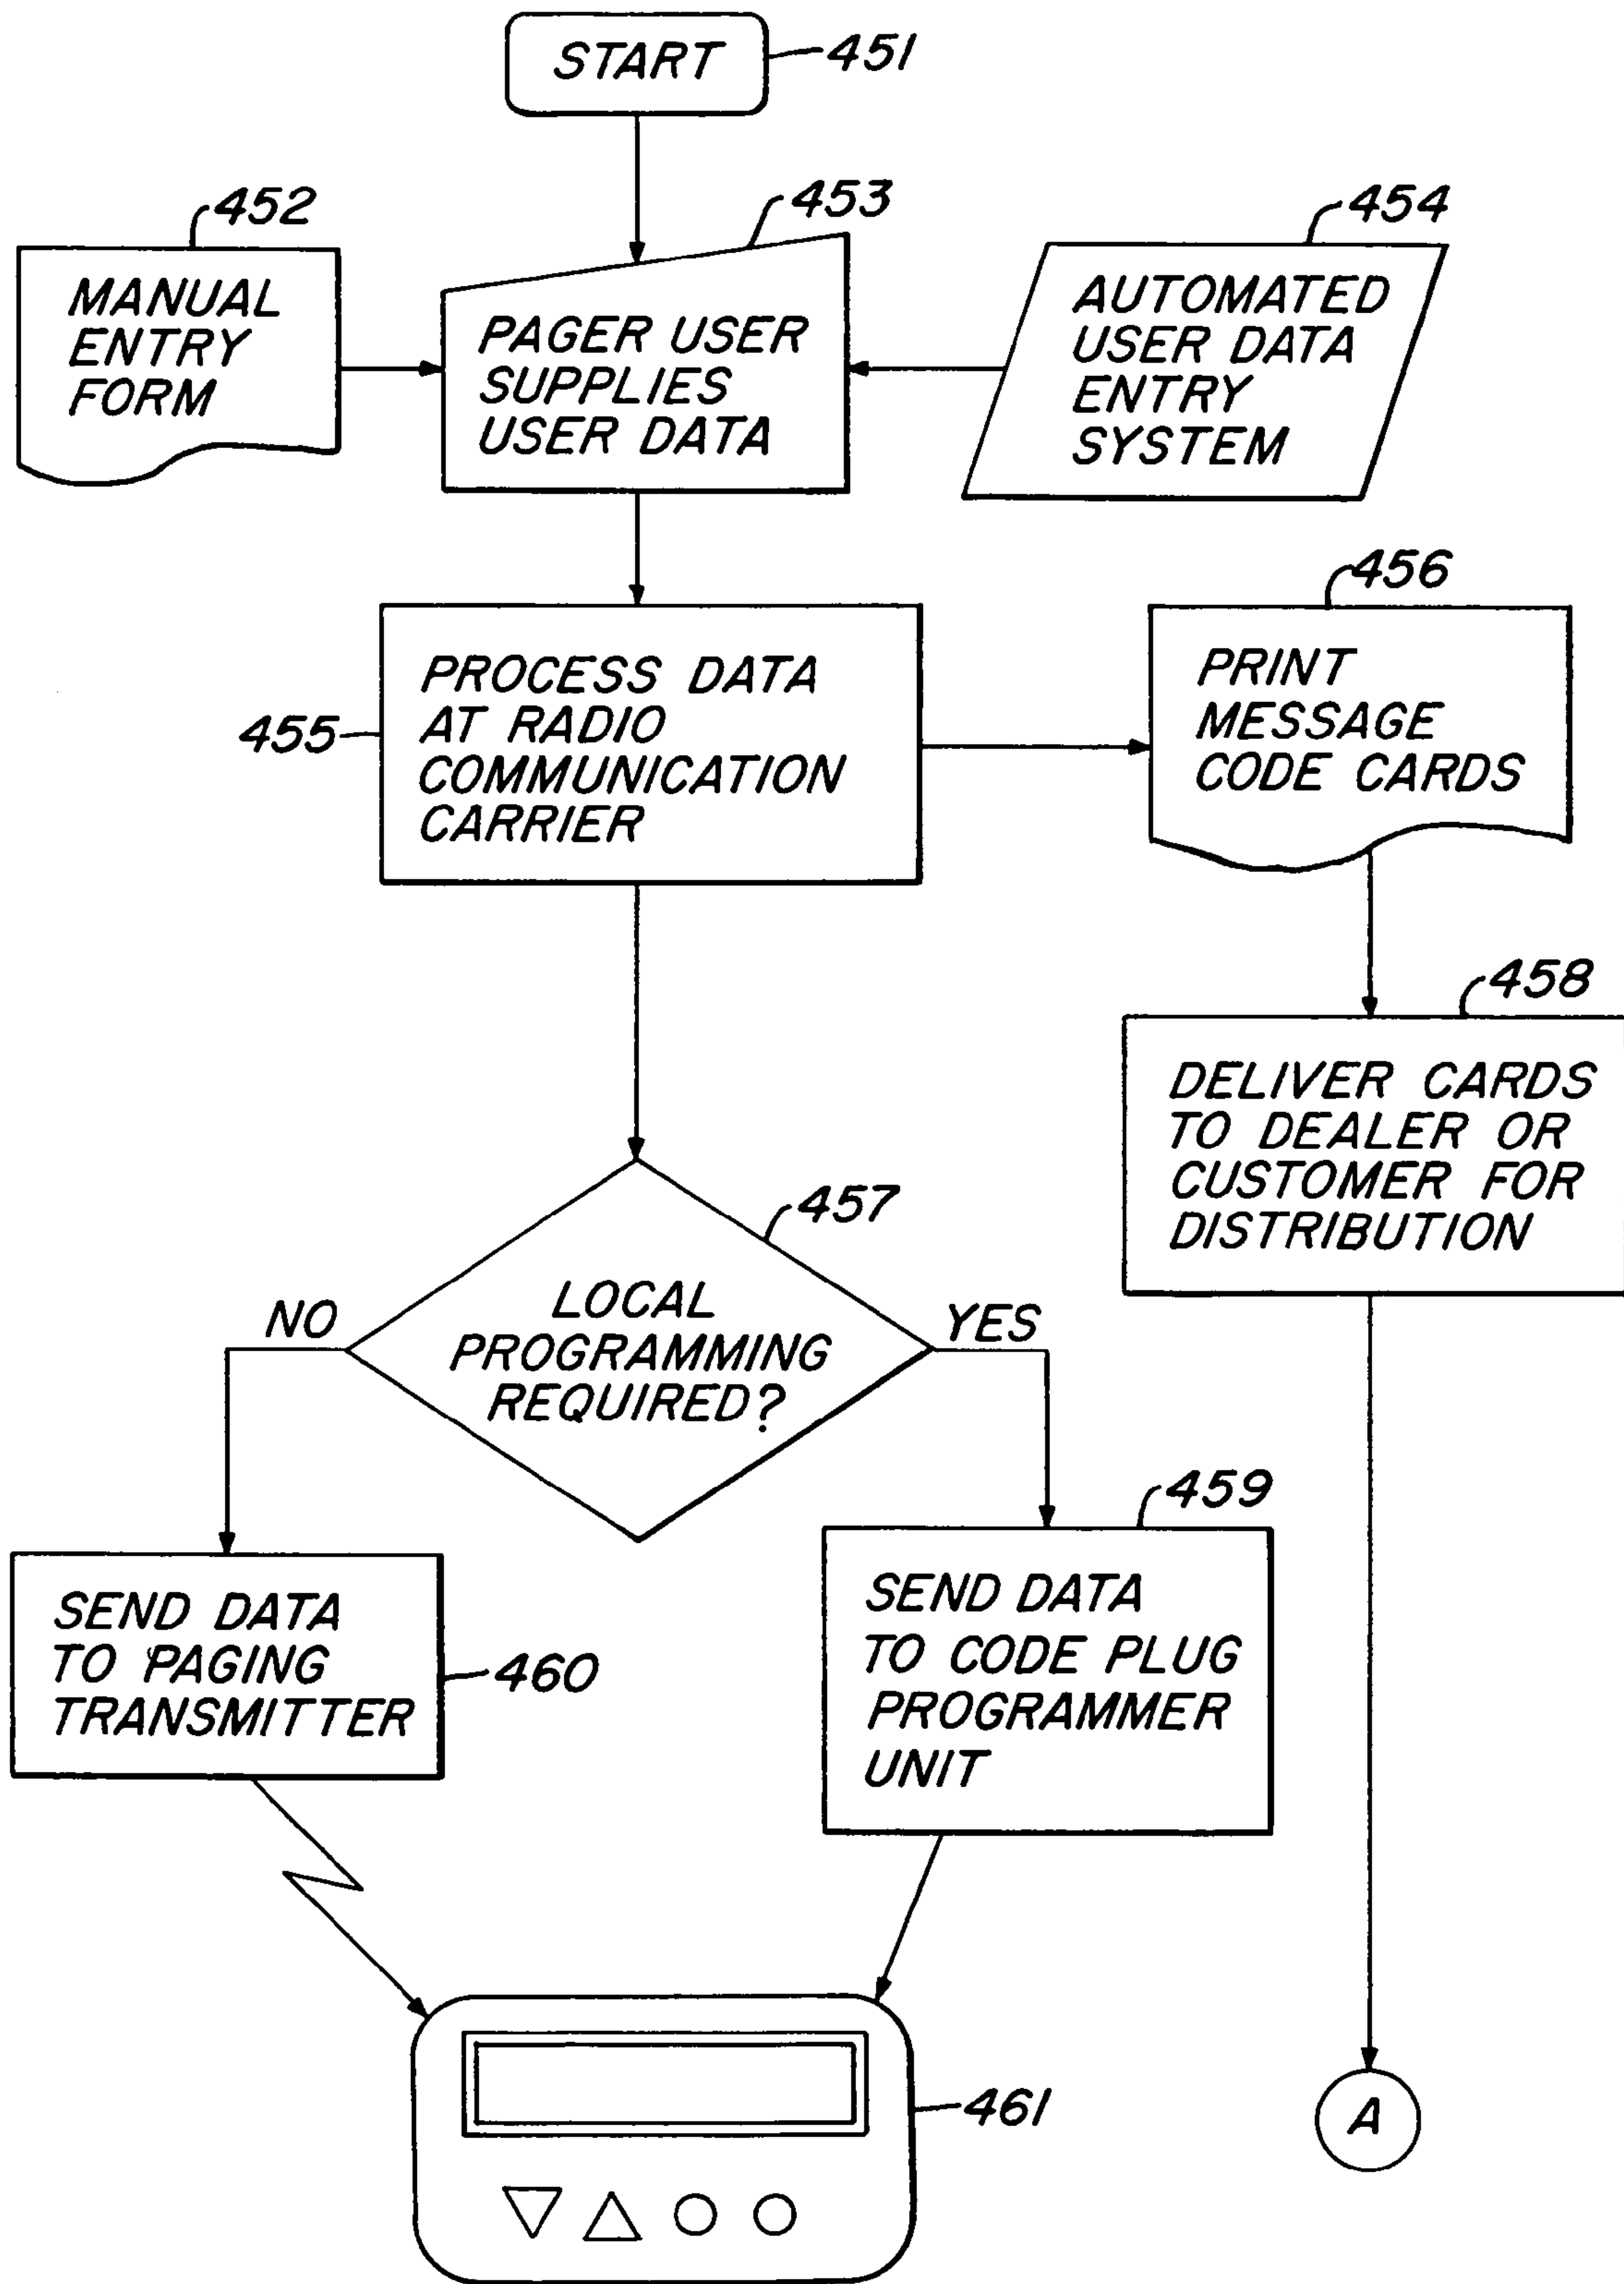 START
451
452
453
454
MANUAL
ENTRY
FORM
PAGER USER
SUPPLIES
USER DATA
AUTOMATED
USER DATA
ENTRY
SYSTEM
456
455
PROCESS DATA
AT RADIO
COMMUNICATION
CARRIER
PRINT
MESSAGE
CODE CARDS
458
DELIVER CARDS
TO DEALER OR
CUSTOMER FOR
DISTRIBUTION
457
LOCAL
PROGRAMMING
REQUIRED?
NO
YES
459
SEND DATA
TO PAGING
TRANSMITTER
460
SEND DATA
TO CODE PLUG
PROGRAMMER
UNIT
461
A